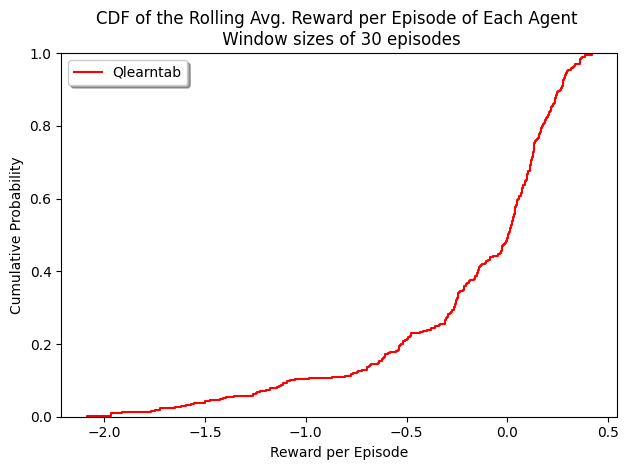 CDF of the Rolling Avg. Reward per Episode of Each Agent
Window sizes of 30 episodes
Qlearntab
Cumulative Probability
1.0
0.8
0.6
0.4
0.2
0.0
−2.0 −1.5 −1.0 −0.5 0.0 0.5
Reward per Episode